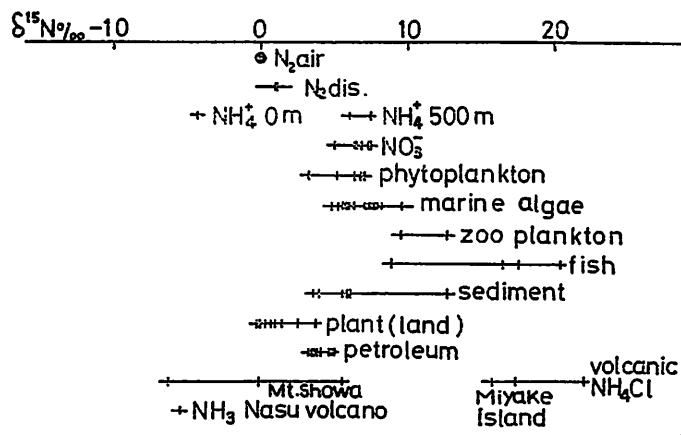 δ¹⁵N‰ -10 0 10 20
N₂air
N₂dis.
NH₄⁺ 0m NH₄⁺ 500m
NO₃⁻
phytoplankton
marine algae
zoo plankton
fish
sediment
plant(land)
petroleum
volcanic
Mt.Showa Miyake NH₄Cl
NH₃ Nasu volcano Island